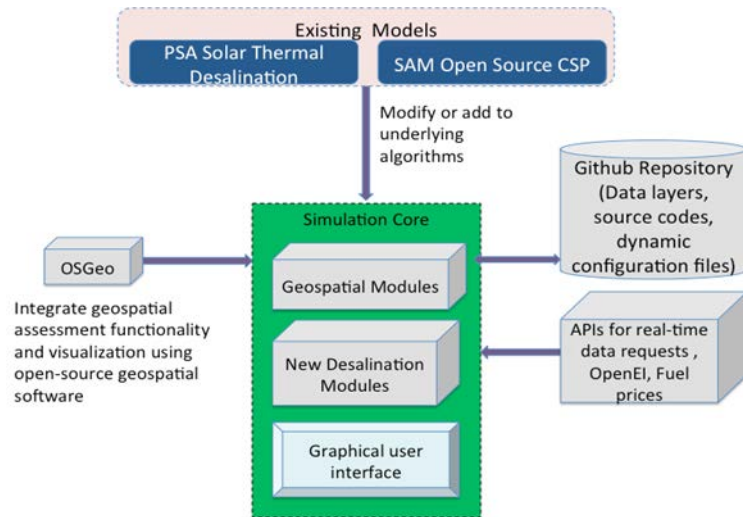 Existing Models
PSA Solar Thermal
Desalination
SAM Open Source CSP
Modify or add to
underlying
algorithms
Github Repository
(Data layers,
source codes,
dynamic
configuration files)
Simulation Core
OSGeo
Geospatial Modules
Integrate geospatial
assessment functionality
and visualization using
open-source geospatial
software
New Desalination
Modules
APIs for real-time
data requests ,
OpenEI, Fuel
prices
Graphical user
interface